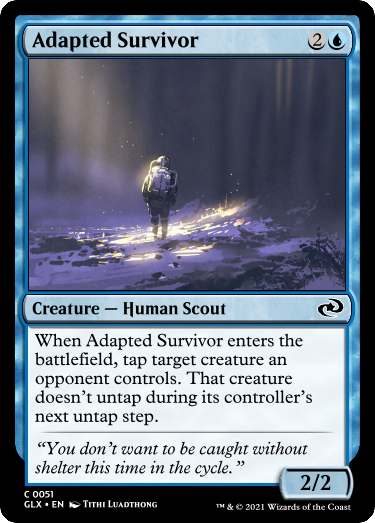 Adapted Survivor 2
Creature — Human Scout
When Adapted Survivor enters the
battlefield, tap target creature an
opponent controls. That creature
doesn't untap during its controller's
next untap step.
“You don't want to be caught without
shelter this time in the cycle.”
2/2
C 0051
GLX • EN Tithi Luadthong
™ & © 2021 Wizards of the Coast